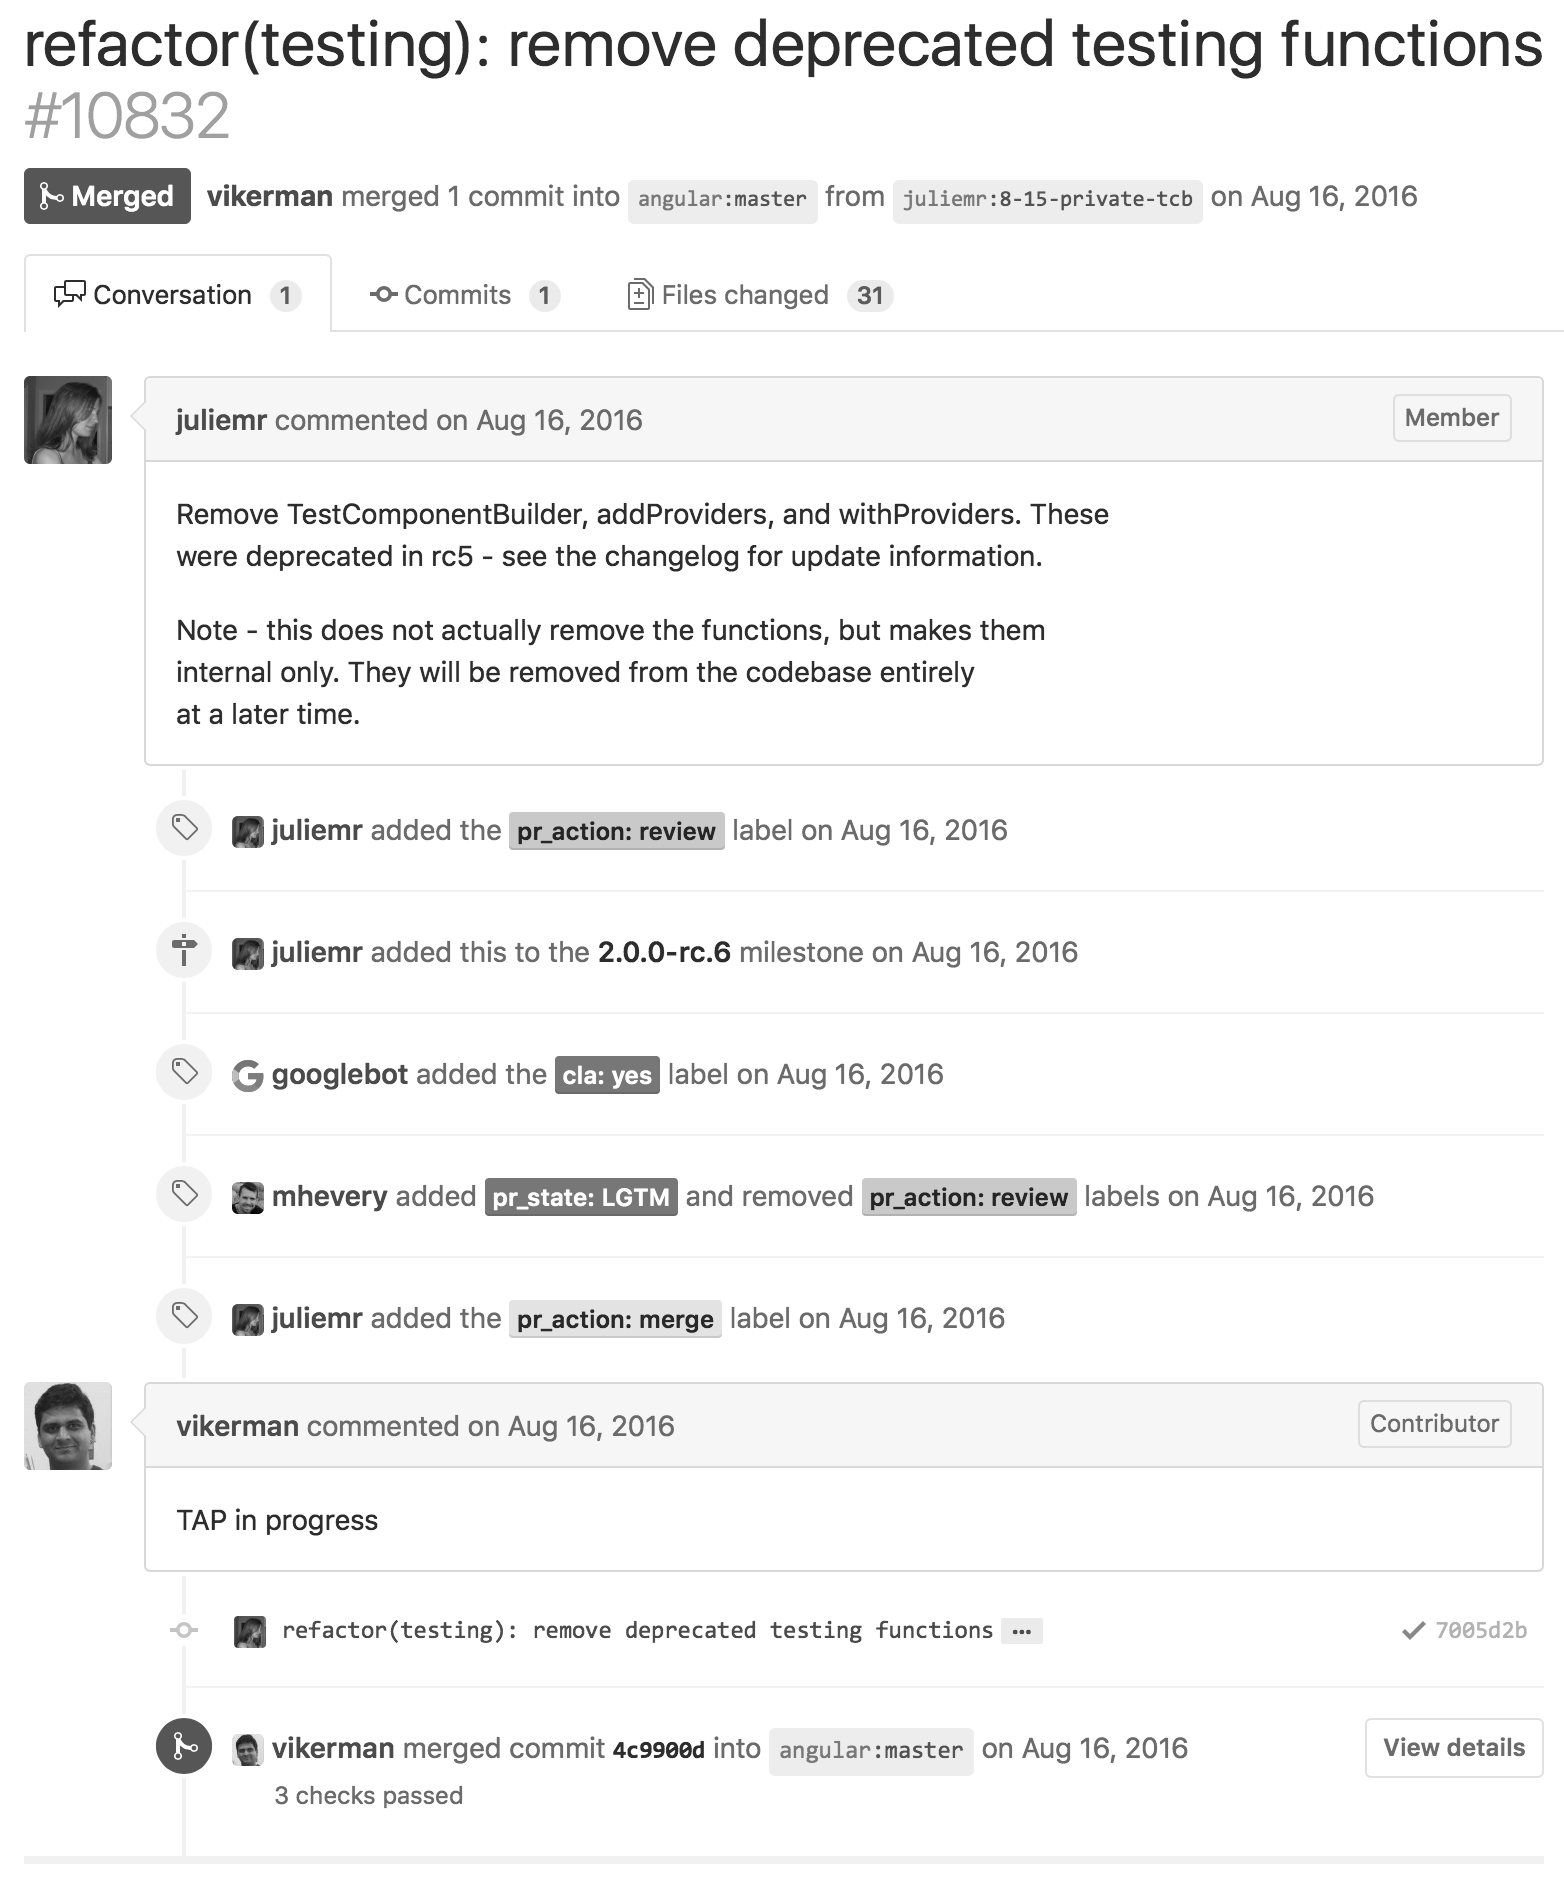 refactor(testing): remove deprecated testing functions
#10832
Merged vikerman merged 1 commit into angular:master from juliemr:8-15-private-tcb on Aug 16, 2016
Conversation 1 Commits 1 Files changed 31
juliemr commented on Aug 16, 2016 Member
Remove TestComponentBuilder, addProviders, and withProviders. These
were deprecated in rc5 - see the changelog for update information.
Note - this does not actually remove the functions, but makes them
internal only. They will be removed from the codebase entirely
at a later time.
juliemr added the pr_action: review label on Aug 16, 2016
juliemr added this to the 2.0.0-rc.6 milestone on Aug 16, 2016
googlebot added the cla: yes label on Aug 16, 2016
mhevery added pr_state: LGTM and removed pr_action: review labels on Aug 16, 2016
juliemr added the pr_action: merge label on Aug 16, 2016
vikerman commented on Aug 16, 2016 Contributor
TAP in progress
refactor(testing): remove deprecated testing functions ... 7005d2b
vikerman merged commit 4c9900d into angular:master on Aug 16, 2016 View details
3 checks passed